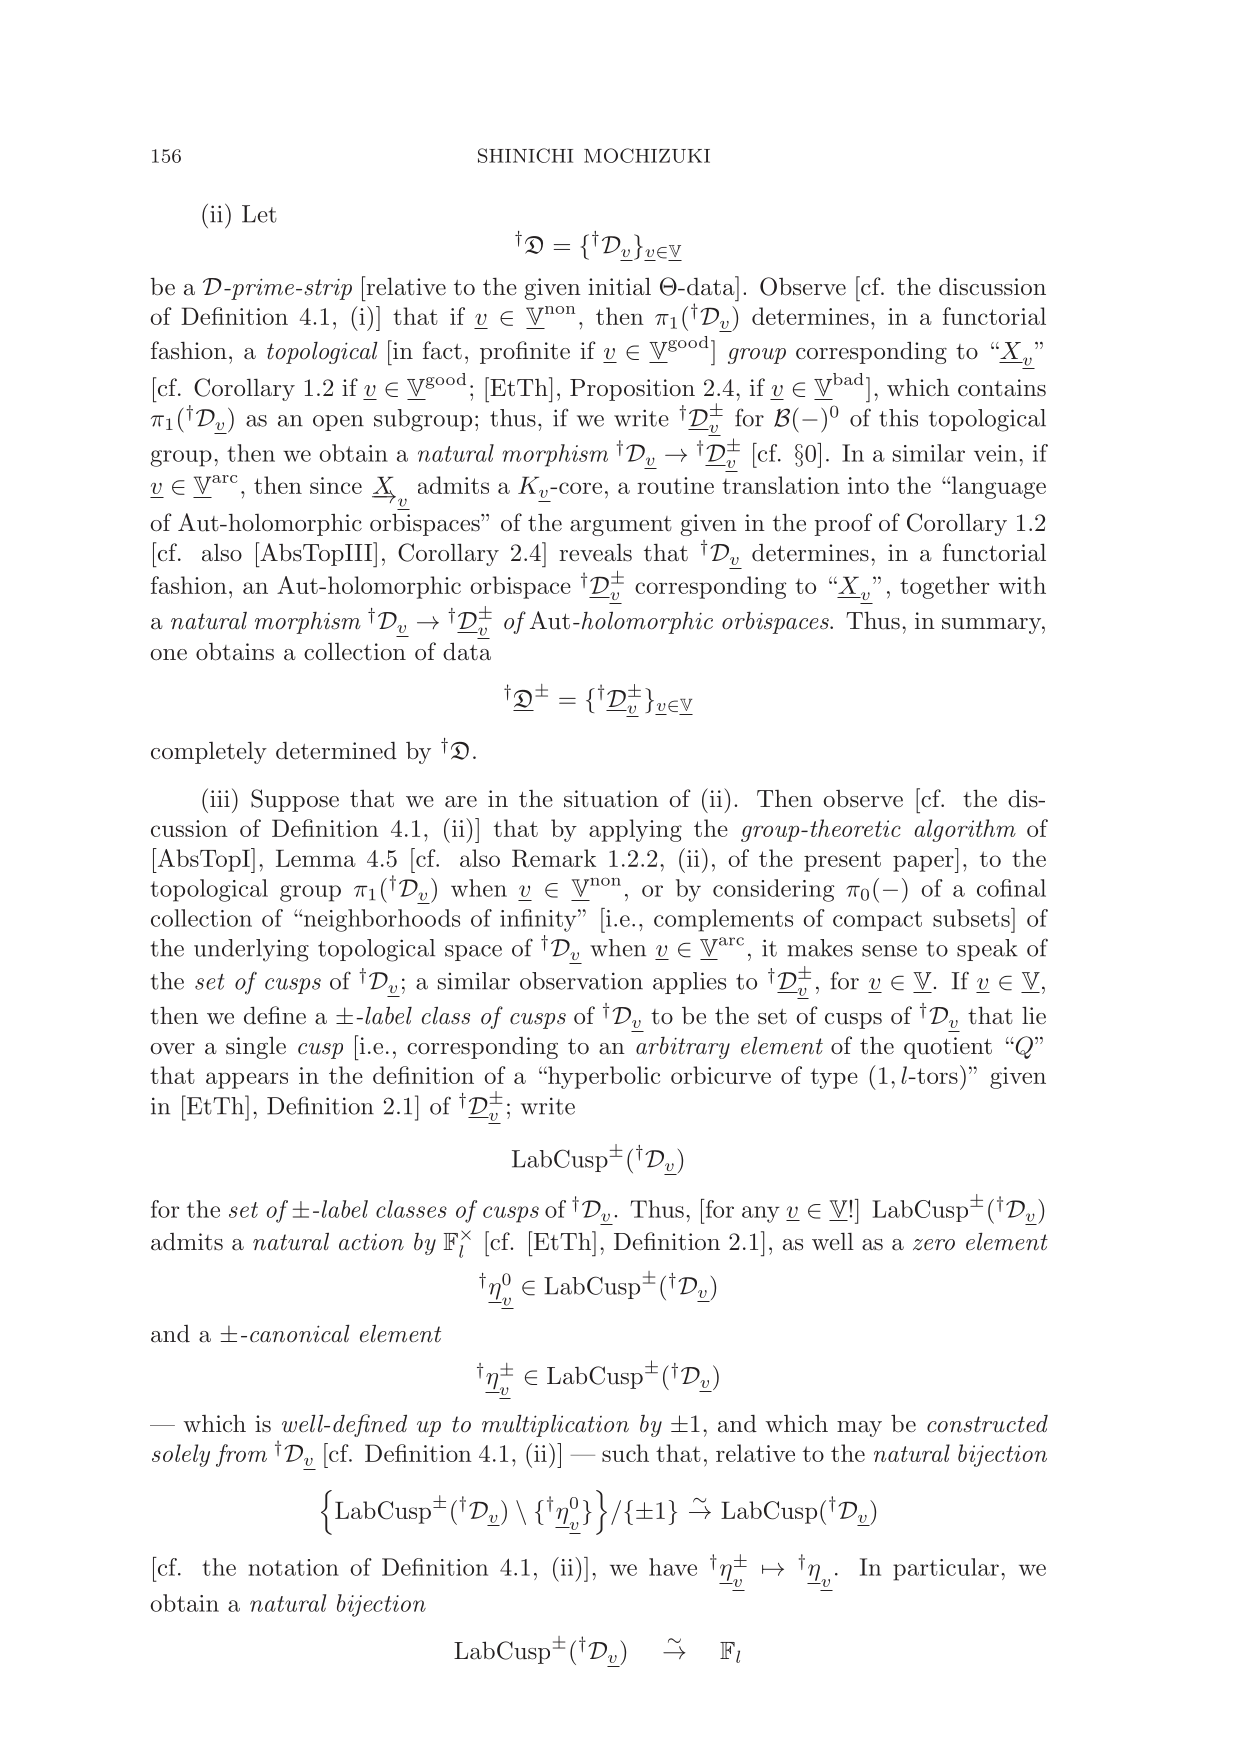 156 SHINICHI MOCHIZUKI
(ii) Let
$^\dagger\mathfrak{D} = \{^\dagger\mathcal{D}_{\underline{v}}\}_{\underline{v}\in\underline{\mathbb{V}}}$
be a $\mathcal{D}$-prime-strip [relative to the given initial Θ-data]. Observe [cf. the discussion
of Definition 4.1, (i)] that if $\underline{v} \in \underline{\mathbb{V}}^{\mathrm{non}}$, then $\pi_1(^\dagger\mathcal{D}_{\underline{v}})$ determines, in a functorial
fashion, a topological [in fact, profinite if $\underline{v} \in \underline{\mathbb{V}}^{\mathrm{good}}$] group corresponding to “$\underline{X}_{\underline{v}}$”
[cf. Corollary 1.2 if $\underline{v} \in \underline{\mathbb{V}}^{\mathrm{good}}$; [EtTh], Proposition 2.4, if $\underline{v} \in \underline{\mathbb{V}}^{\mathrm{bad}}$], which contains
$\pi_1(^\dagger\mathcal{D}_{\underline{v}})$ as an open subgroup; thus, if we write $^\dagger\underline{\mathcal{D}}^{\pm}_{\underline{v}}$ for $\mathcal{B}(-)^0$ of this topological
group, then we obtain a natural morphism $^\dagger\mathcal{D}_{\underline{v}} \to {}^\dagger\underline{\mathcal{D}}^{\pm}_{\underline{v}}$ [cf. §0]. In a similar vein, if
$\underline{v} \in \underline{\mathbb{V}}^{\mathrm{arc}}$, then since $\underrightarrow{X}_{\underline{v}}$ admits a $K_{\underline{v}}$-core, a routine translation into the “language
of Aut-holomorphic orbispaces” of the argument given in the proof of Corollary 1.2
[cf. also [AbsTopIII], Corollary 2.4] reveals that $^\dagger\mathcal{D}_{\underline{v}}$ determines, in a functorial
fashion, an Aut-holomorphic orbispace $^\dagger\underline{\mathcal{D}}^{\pm}_{\underline{v}}$ corresponding to “$\underline{X}_{\underline{v}}$”, together with
a natural morphism $^\dagger\mathcal{D}_{\underline{v}} \to {}^\dagger\underline{\mathcal{D}}^{\pm}_{\underline{v}}$ of Aut-holomorphic orbispaces. Thus, in summary,
one obtains a collection of data
$^\dagger\underline{\mathfrak{D}}^{\pm} = \{^\dagger\underline{\mathcal{D}}^{\pm}_{\underline{v}}\}_{\underline{v}\in\underline{\mathbb{V}}}$
completely determined by $^\dagger\mathfrak{D}$.
(iii) Suppose that we are in the situation of (ii). Then observe [cf. the dis-
cussion of Definition 4.1, (ii)] that by applying the group-theoretic algorithm of
[AbsTopI], Lemma 4.5 [cf. also Remark 1.2.2, (ii), of the present paper], to the
topological group $\pi_1(^\dagger\mathcal{D}_{\underline{v}})$ when $\underline{v} \in \underline{\mathbb{V}}^{\mathrm{non}}$, or by considering $\pi_0(-)$ of a cofinal
collection of “neighborhoods of infinity” [i.e., complements of compact subsets] of
the underlying topological space of $^\dagger\mathcal{D}_{\underline{v}}$ when $\underline{v} \in \underline{\mathbb{V}}^{\mathrm{arc}}$, it makes sense to speak of
the set of cusps of $^\dagger\mathcal{D}_{\underline{v}}$; a similar observation applies to $^\dagger\underline{\mathcal{D}}^{\pm}_{\underline{v}}$, for $\underline{v} \in \underline{\mathbb{V}}$. If $\underline{v} \in \underline{\mathbb{V}}$,
then we define a ±-label class of cusps of $^\dagger\mathcal{D}_{\underline{v}}$ to be the set of cusps of $^\dagger\mathcal{D}_{\underline{v}}$ that lie
over a single cusp [i.e., corresponding to an arbitrary element of the quotient “$Q$”
that appears in the definition of a “hyperbolic orbicurve of type $(1, l\text{-tors})$” given
in [EtTh], Definition 2.1] of $^\dagger\underline{\mathcal{D}}^{\pm}_{\underline{v}}$; write
$\mathrm{LabCusp}^{\pm}(^\dagger\mathcal{D}_{\underline{v}})$
for the set of ±-label classes of cusps of $^\dagger\mathcal{D}_{\underline{v}}$. Thus, [for any $\underline{v} \in \underline{\mathbb{V}}$!] $\mathrm{LabCusp}^{\pm}(^\dagger\mathcal{D}_{\underline{v}})$
admits a natural action by $\mathbb{F}_l^{\times}$ [cf. [EtTh], Definition 2.1], as well as a zero element
$^\dagger\underline{\eta}^0_{\underline{v}} \in \mathrm{LabCusp}^{\pm}(^\dagger\mathcal{D}_{\underline{v}})$
and a ±-canonical element
$^\dagger\underline{\eta}^{\pm}_{\underline{v}} \in \mathrm{LabCusp}^{\pm}(^\dagger\mathcal{D}_{\underline{v}})$
— which is well-defined up to multiplication by ±1, and which may be constructed
solely from $^\dagger\mathcal{D}_{\underline{v}}$ [cf. Definition 4.1, (ii)] — such that, relative to the natural bijection
$\left\{\mathrm{LabCusp}^{\pm}(^\dagger\mathcal{D}_{\underline{v}}) \setminus \{^\dagger\underline{\eta}^0_{\underline{v}}\}\right\}/\{\pm 1\} \xrightarrow{\sim} \mathrm{LabCusp}(^\dagger\mathcal{D}_{\underline{v}})$
[cf. the notation of Definition 4.1, (ii)], we have $^\dagger\underline{\eta}^{\pm}_{\underline{v}} \mapsto {}^\dagger\underline{\eta}_{\underline{v}}$. In particular, we
obtain a natural bijection
$\mathrm{LabCusp}^{\pm}(^\dagger\mathcal{D}_{\underline{v}}) \xrightarrow{\sim} \mathbb{F}_l$